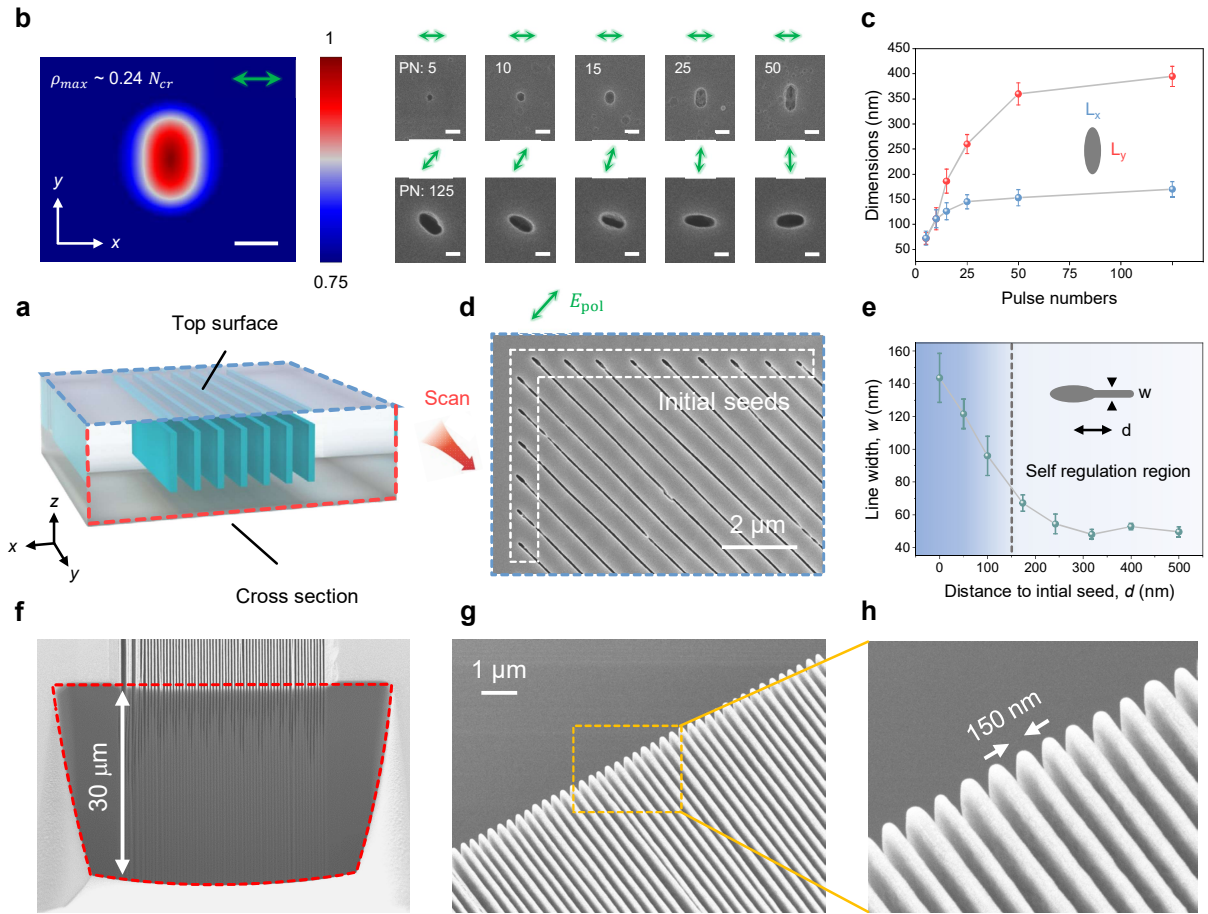 b
ρmax ~ 0.24 Ncr
y
x
1
0.75
PN: 5
10
15
25
50
PN: 125
c
Dimensions (nm)
450
400
350
300
250
200
150
100
50
0
25
50
75
100
Pulse numbers
Lx
Ly
a
Top surface
Cross section
z
x
y
Scan
d
Epol
Initial seeds
2 μm
e
Line width, w (nm)
160
140
120
100
80
60
40
0
100
200
300
400
500
Distance to intial seed, d (nm)
w
d
Self regulation region
f
30 μm
g
1 μm
h
150 nm